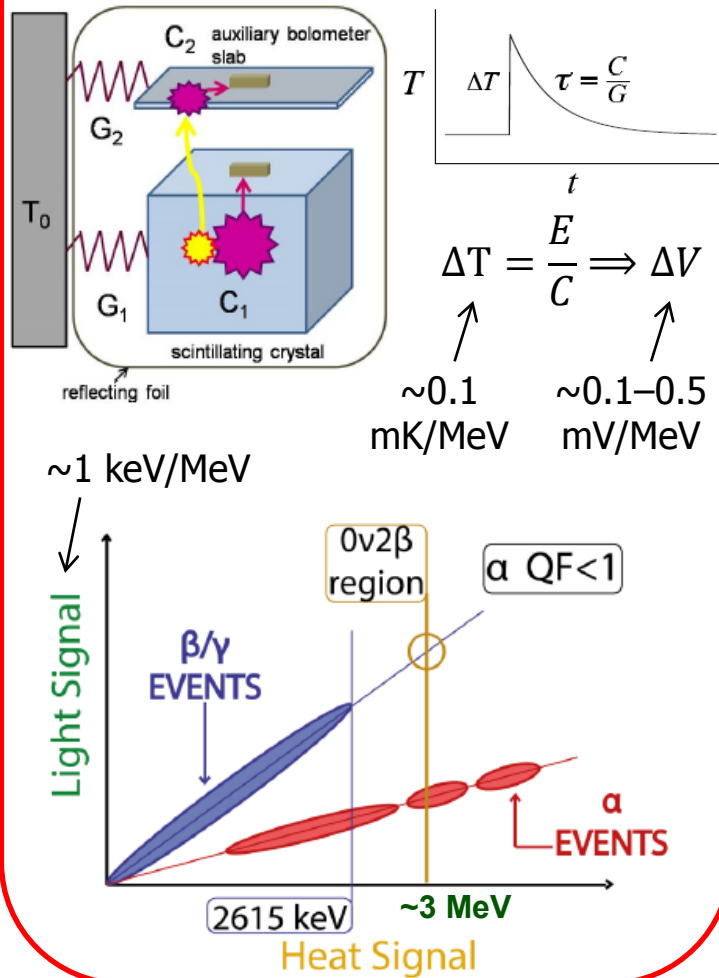 C₂ auxiliary bolometer
slab
G₂
T₀
G₁
C₁
scintillating crystal
reflecting foil
T
ΔT
τ = C/G
t
ΔT = E/C ⟹ ΔV
~0.1
mK/MeV
~0.1–0.5
mV/MeV
~1 keV/MeV
0ν2β
region
α QF<1
β/γ
EVENTS
Light Signal
α
EVENTS
2615 keV
~3 MeV
Heat Signal